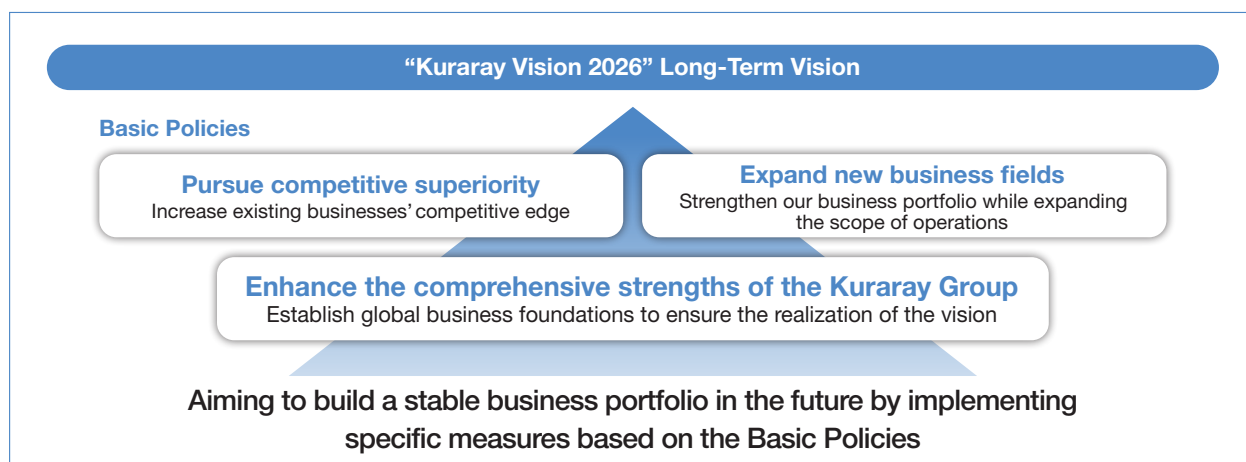 “Kuraray Vision 2026” Long-Term Vision
Basic Policies
Pursue competitive superiority
Increase existing businesses’ competitive edge
Expand new business fields
Strengthen our business portfolio while expanding
the scope of operations
Enhance the comprehensive strengths of the Kuraray Group
Establish global business foundations to ensure the realization of the vision
Aiming to build a stable business portfolio in the future by implementing
specific measures based on the Basic Policies